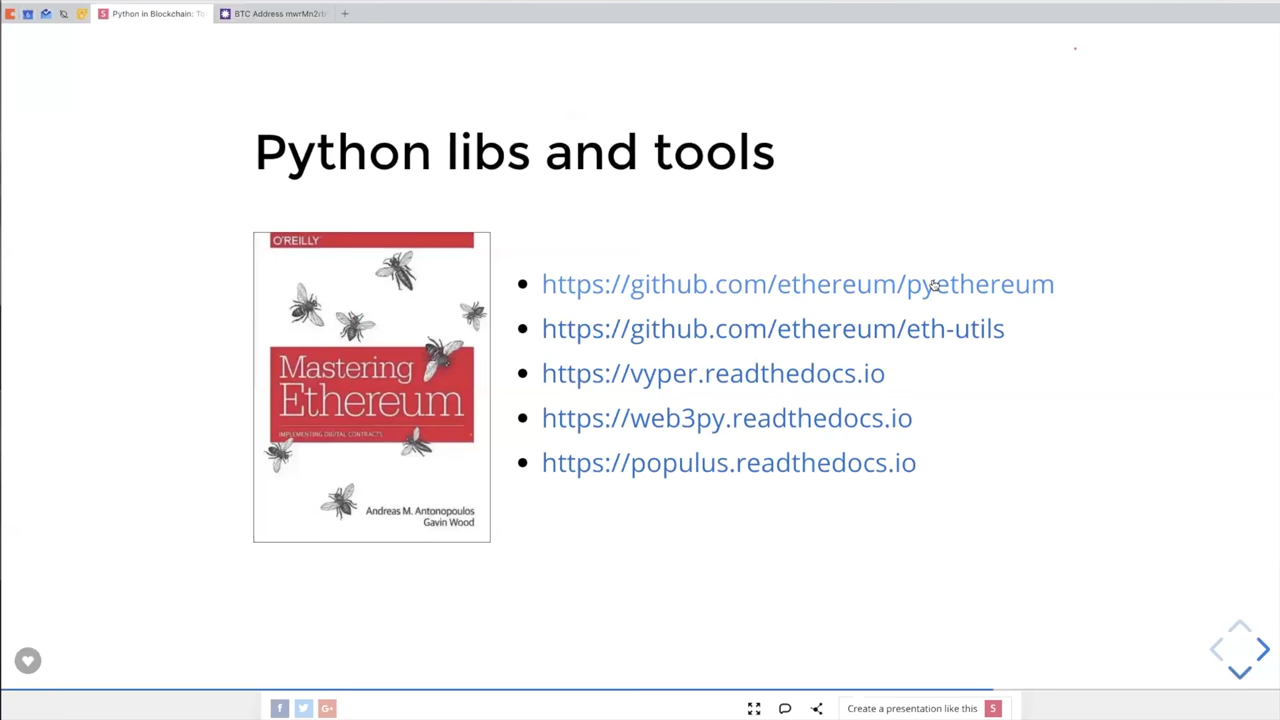 Python in Blockchain: To
BTC Address mwrMn2rb
Python libs and tools
O'REILLY
Mastering
Ethereum
IMPLEMENTING DIGITAL CONTRACTS
Andreas M. Antonopoulos
Gavin Wood
https://github.com/ethereum/pyethereum
https://github.com/ethereum/eth-utils
https://vyper.readthedocs.io
https://web3py.readthedocs.io
https://populus.readthedocs.io
f
G+
Create a presentation like this
S